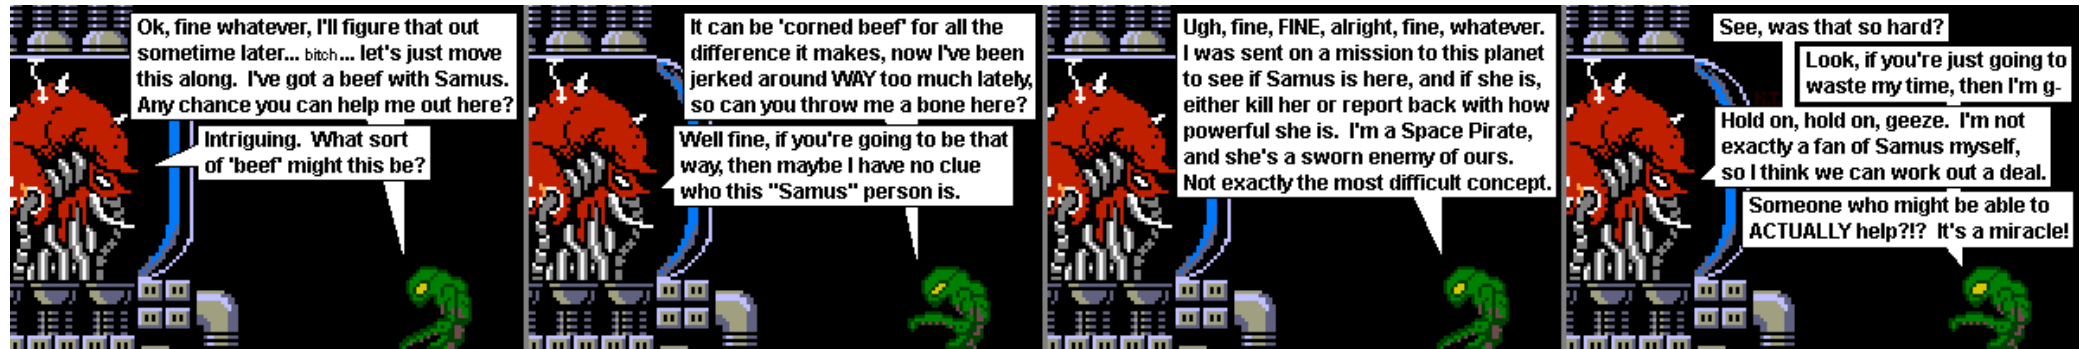 Ok, fine whatever, I'll figure that out
sometime later... bitch... let's just move
this along.  I've got a beef with Samus.
Any chance you can help me out here?
Intriguing.  What sort
of 'beef' might this be?
It can be 'corned beef' for all the
difference it makes, now I've been
jerked around WAY too much lately,
so can you throw me a bone here?
Well fine, if you're going to be that
way, then maybe I have no clue
who this "Samus" person is.
Ugh, fine, FINE, alright, fine, whatever.
I was sent on a mission to this planet
to see if Samus is here, and if she is,
either kill her or report back with how
powerful she is.  I'm a Space Pirate,
and she's a sworn enemy of ours.
Not exactly the most difficult concept.
See, was that so hard?
Look, if you're just going to
waste my time, then I'm g-
Hold on, hold on, geeze.  I'm not
exactly a fan of Samus myself,
so I think we can work out a deal.
Someone who might be able to
ACTUALLY help?!?  It's a miracle!